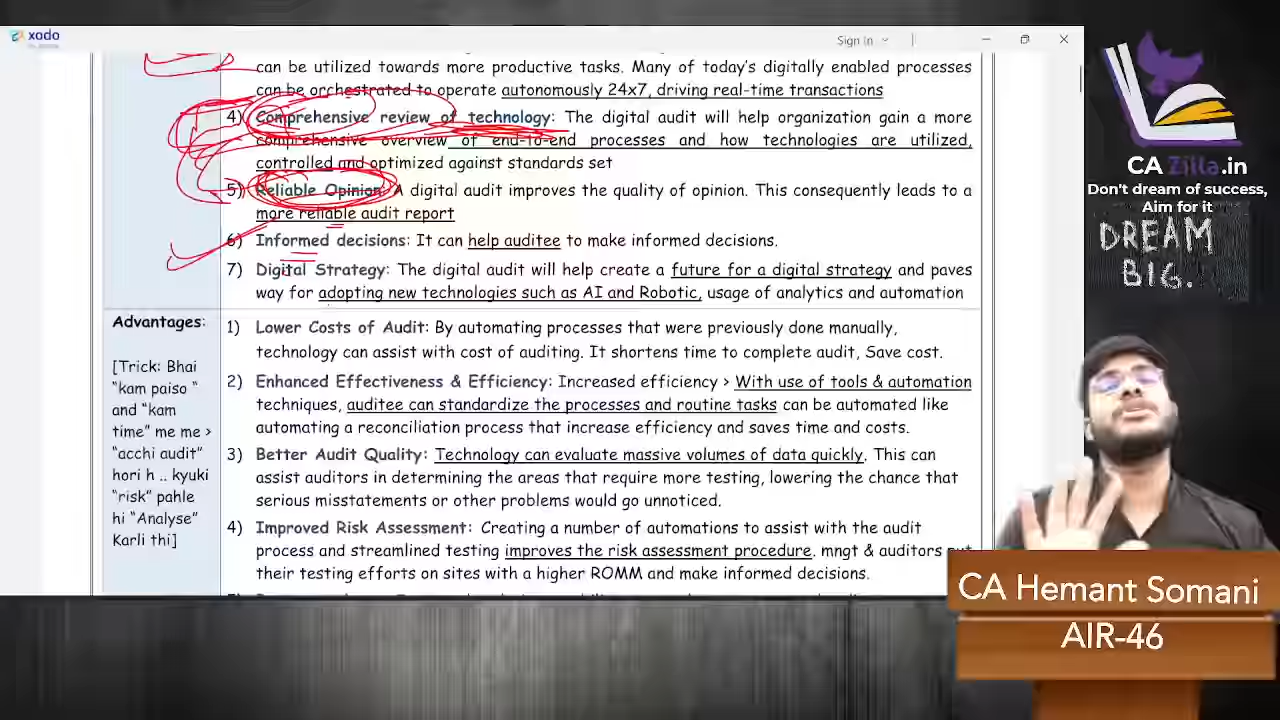 xodo
Sign In
can be utilized towards more productive tasks. Many of today's digitally enabled processes
can be orchestrated to operate autonomously 24x7, driving real-time transactions
4) Comprehensive review of technology: The digital audit will help organization gain a more
comprehensive overview of end-to-end processes and how technologies are utilized,
controlled and optimized against standards set
5) Reliable Opinion: A digital audit improves the quality of opinion. This consequently leads to a
more reliable audit report
6) Informed decisions: It can help auditee to make informed decisions.
7) Digital Strategy: The digital audit will help create a future for a digital strategy and paves
way for adopting new technologies such as AI and Robotic, usage of analytics and automation
Advantages:
[Trick: Bhai
"kam paiso "
and "kam
time" me me >
"acchi audit"
hori h .. kyuki
"risk" pahle
hi "Analyse"
Karli thi]
1) Lower Costs of Audit: By automating processes that were previously done manually,
technology can assist with cost of auditing. It shortens time to complete audit, Save cost.
2) Enhanced Effectiveness & Efficiency: Increased efficiency > With use of tools & automation
techniques, auditee can standardize the processes and routine tasks can be automated like
automating a reconciliation process that increase efficiency and saves time and costs.
3) Better Audit Quality: Technology can evaluate massive volumes of data quickly. This can
assist auditors in determining the areas that require more testing, lowering the chance that
serious misstatements or other problems would go unnoticed.
4) Improved Risk Assessment: Creating a number of automations to assist with the audit
process and streamlined testing improves the risk assessment procedure. mngt & auditors put
their testing efforts on sites with a higher ROMM and make informed decisions.
CA Zilla.in
Don't dream of success,
Aim for it
DREAM
BIG.
CA Hemant Somani
AIR-46